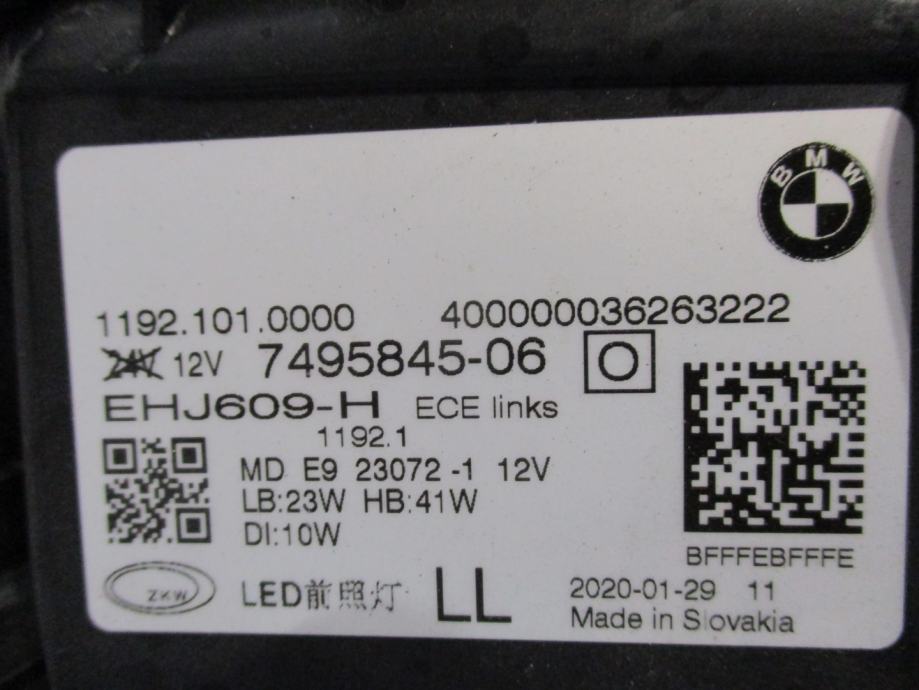 BMW
1192.101.0000 400000036263222
24V 12V 7495845-06 O
EHJ609-H ECE links
1192.1
MD E9 23072 -1 12V
LB:23W HB:41W
DI:10W
BFFFEBFFFE
ZKW LED前照灯 LL 2020-01-29 11
Made in Slovakia